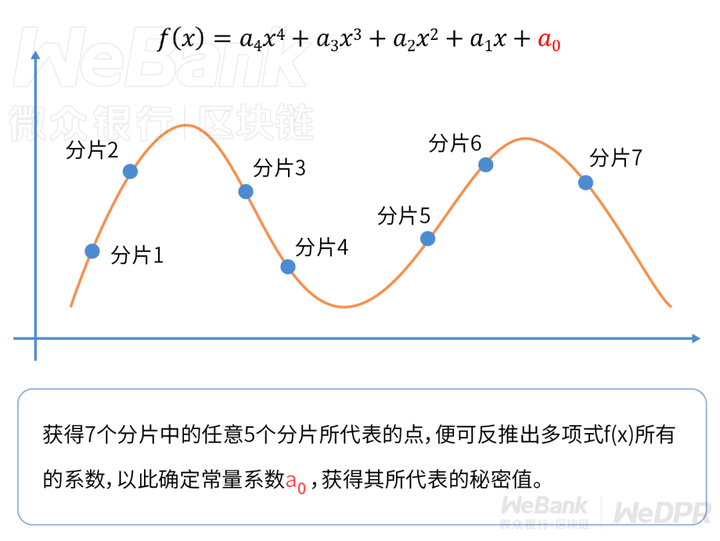 f(x) = a₄x⁴ + a₃x³ + a₂x² + a₁x + a₀
WeBank
微众银行 | 区块链
分片2
分片6
分片7
分片3
分片5
分片4
分片1
获得7个分片中的任意5个分片所代表的点，便可反推出多项式f(x)所有
的系数，以此确定常量系数a₀，获得其所代表的秘密值。
WeBank
微众银行 | 区块链
WeDPR